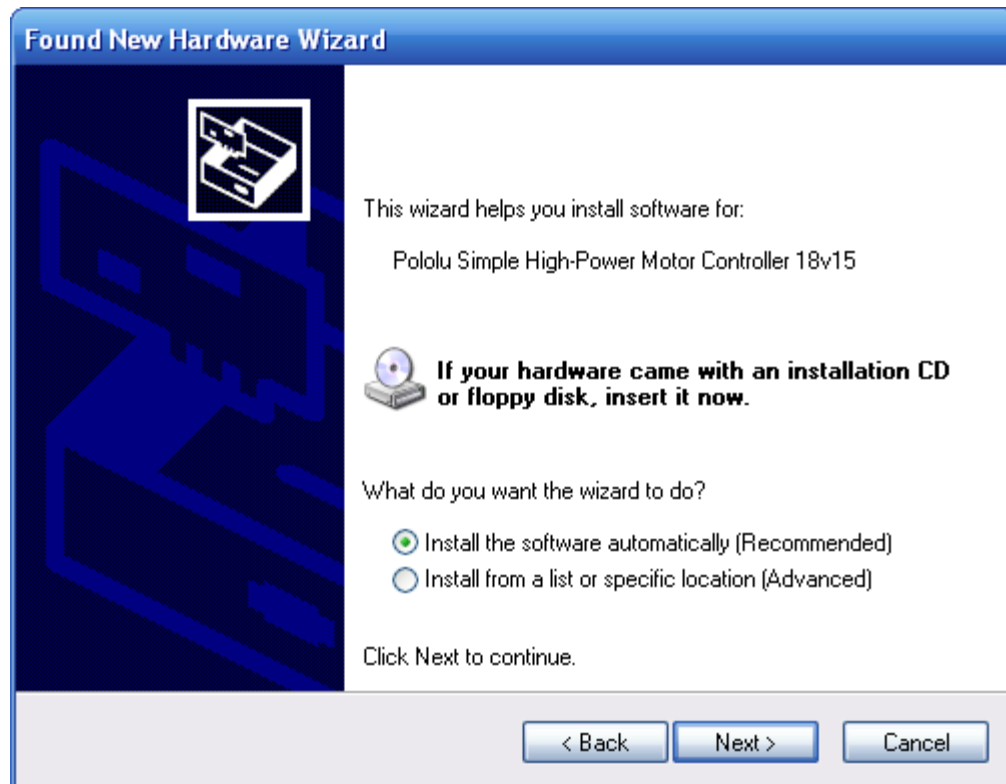 Found New Hardware Wizard
This wizard helps you install software for:
Pololu Simple High-Power Motor Controller 18v15
If your hardware came with an installation CD
or floppy disk, insert it now.
What do you want the wizard to do?
Install the software automatically (Recommended)
Install from a list or specific location (Advanced)
Click Next to continue.
< Back Next > Cancel